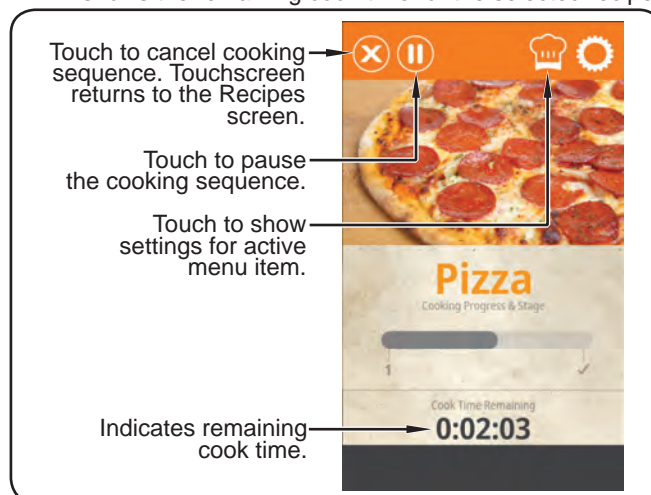 Touch to cancel cooking
sequence. Touchscreen
returns to the Recipes
screen.
Touch to pause
the cooking sequence.
Touch to show
settings for active
menu item.
Pizza
Cooking Progress & Stage
1
Cook Time Remaining
Indicates remaining
cook time.
0:02:03